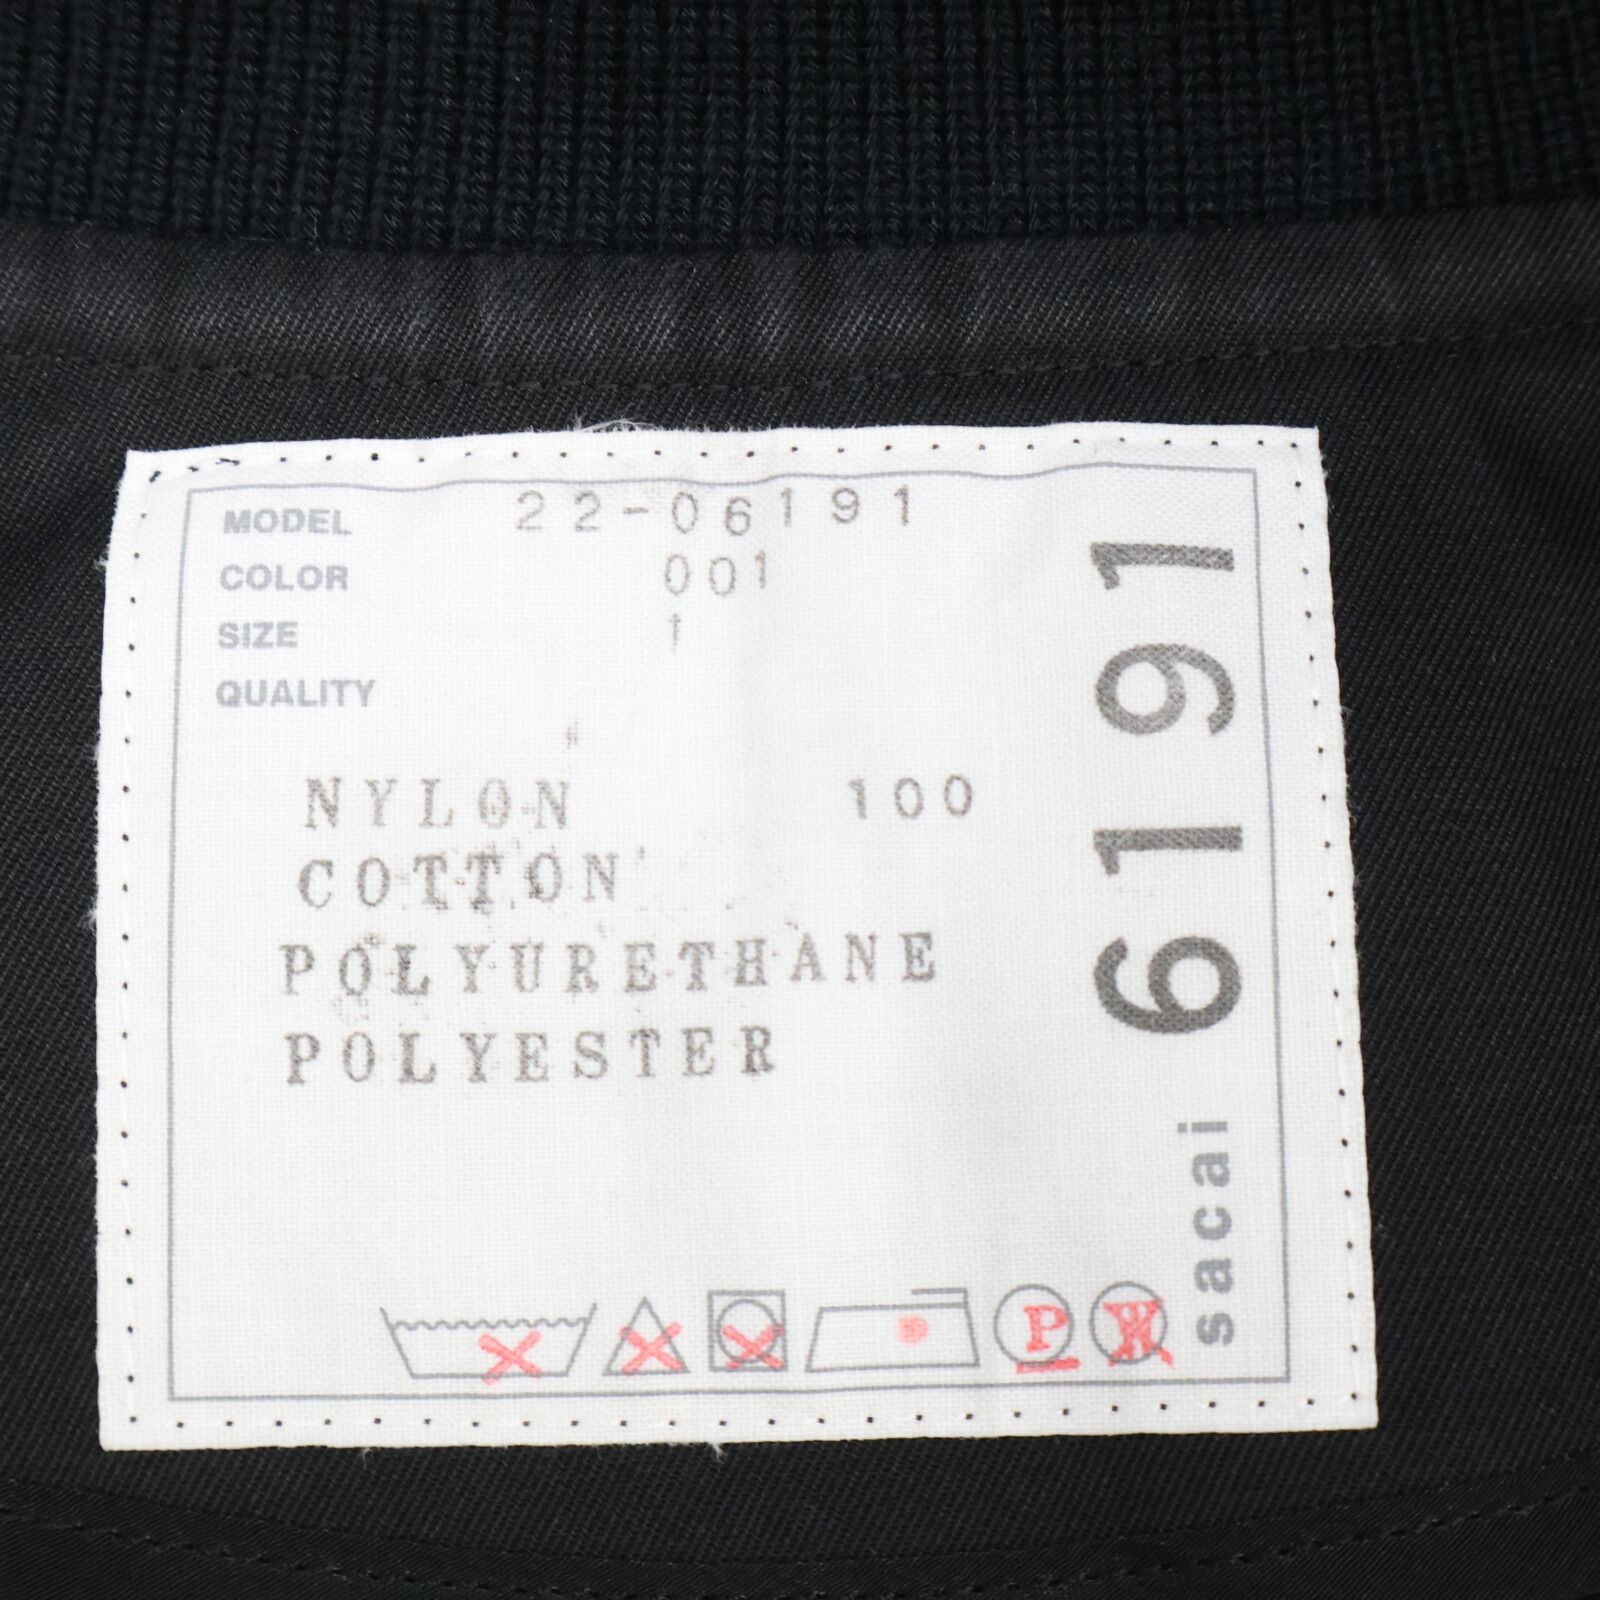 MODEL 22-06191
COLOR 001
SIZE 1
QUALITY
NYLON 100
COTTON
POLYURETHANE
POLYESTER
P W
sacai 6191